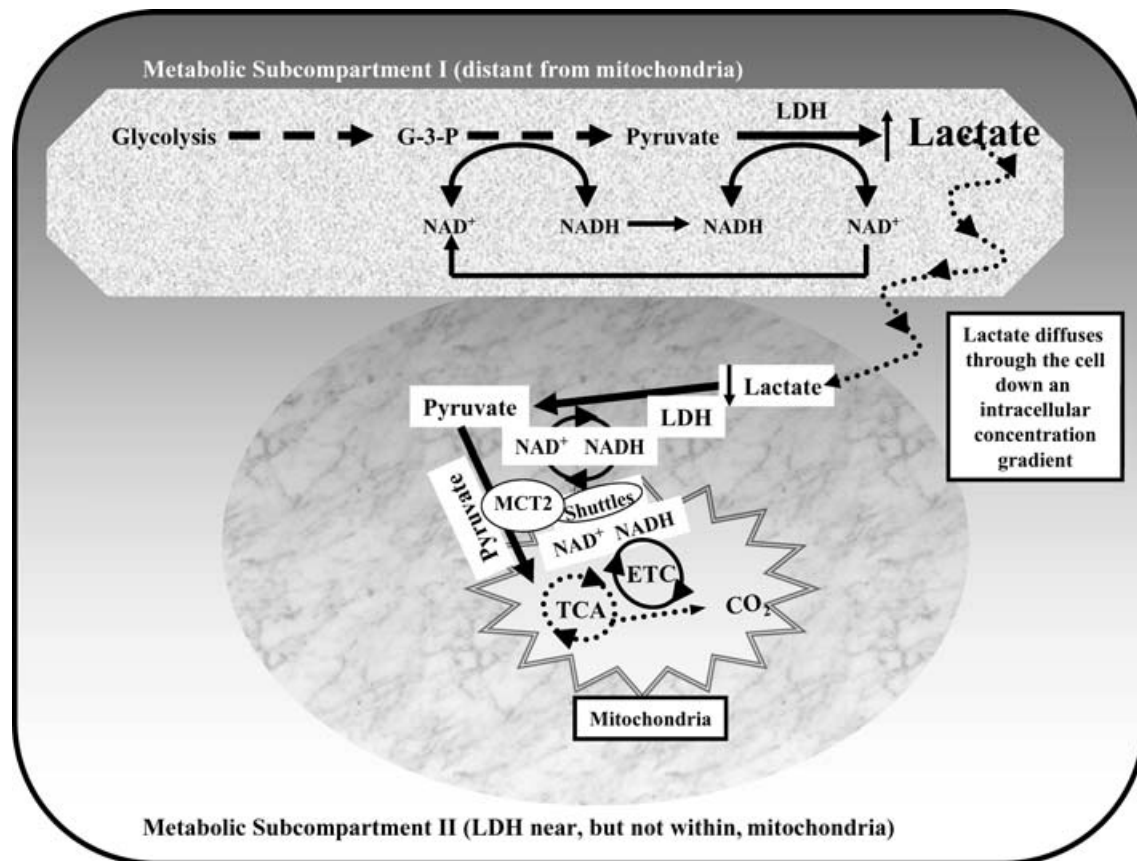 Metabolic Subcompartment I (distant from mitochondria)
Glycolysis G-3-P Pyruvate LDH Lactate
NAD⁺ NADH NADH NAD⁺
Lactate diffuses
through the cell
down an
intracellular
concentration
gradient
Lactate
LDH
Pyruvate
NAD⁺ NADH
Pyruvate
MCT2
Shuttles
NAD⁺ NADH
ETC
TCA
CO₂
Mitochondria
Metabolic Subcompartment II (LDH near, but not within, mitochondria)